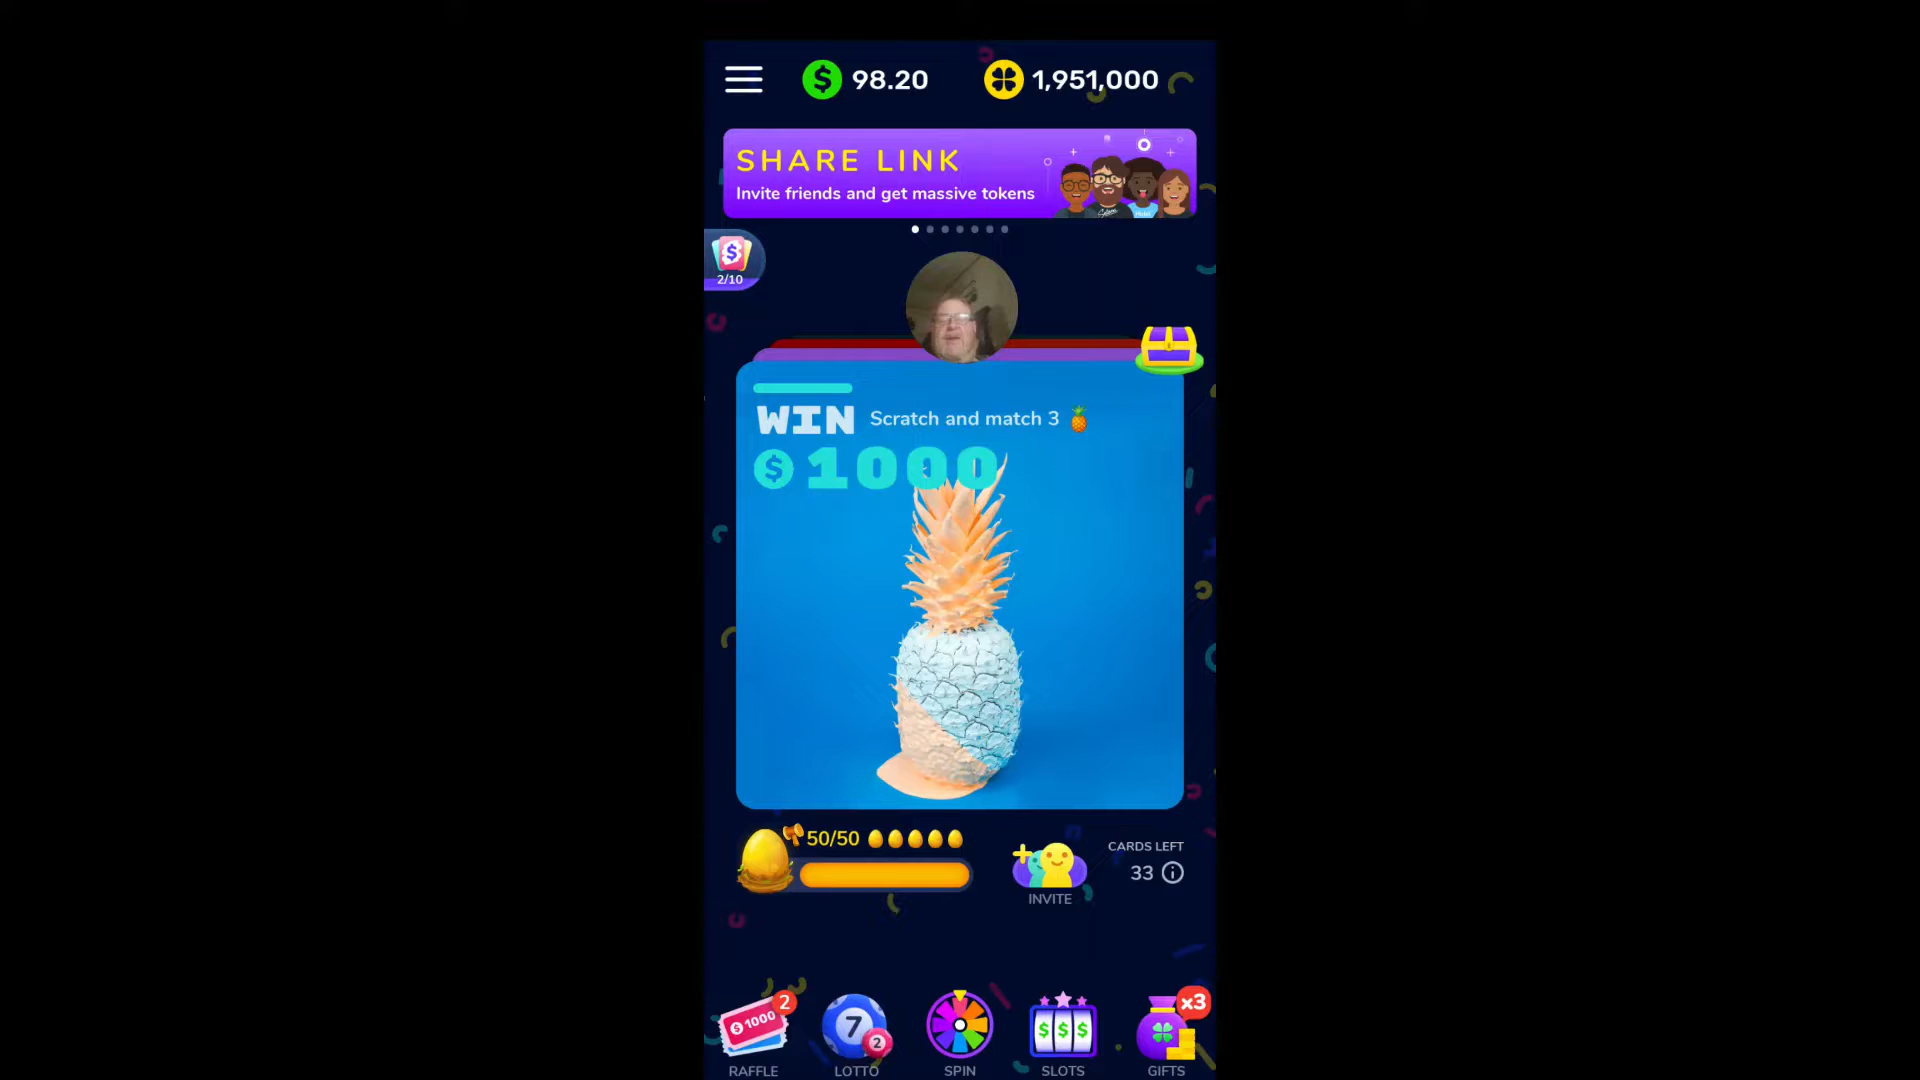 $ 98.20
1,951,000
SHARE LINK
Invite friends and get massive tokens
$
2/10
WIN Scratch and match 3
$ 1000
50/50
CARDS LEFT
33 i
INVITE
2
$ 1000
7
2
$ $ $
x3
RAFFLE
LOTTO
SPIN
SLOTS
GIFTS